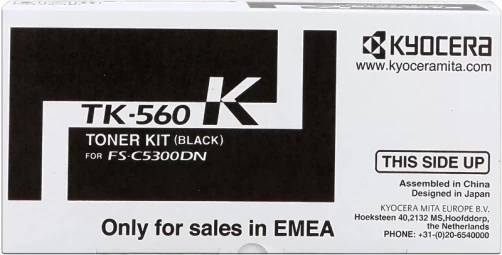 KYOCERA
www.kyoceramita.com
TK-560 K
TONER KIT (BLACK)
FOR FS-C5300DN
THIS SIDE UP
Assembled in China
Designed in Japan
KYOCERA MITA EUROPE B.V.
Hoeksteen 40,2132 MS,Hoofddorp,
the Netherlands
PHONE: +31-(0)20-6540000
Only for sales in EMEA